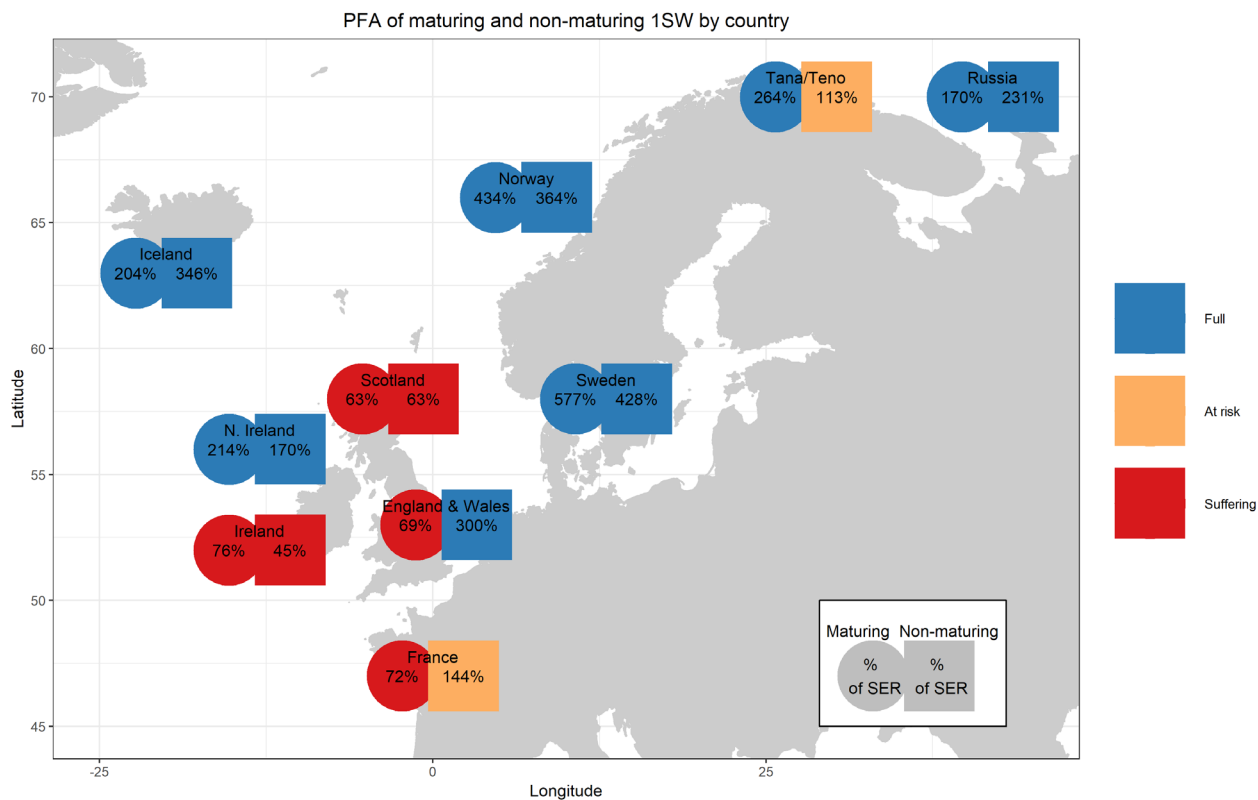 PFA of maturing and non-maturing 1SW by country
70
65
60
55
50
45
Latitude
-25
0
25
Longitude
Tana/Teno
264% 113%
Russia
170% 231%
Norway
434% 364%
Iceland
204% 346%
Scotland
63% 63%
Sweden
577% 428%
N. Ireland
214% 170%
England & Wales
69% 300%
Ireland
76% 45%
France
72% 144%
Maturing Non-maturing
% %
of SER of SER
Full
At risk
Suffering